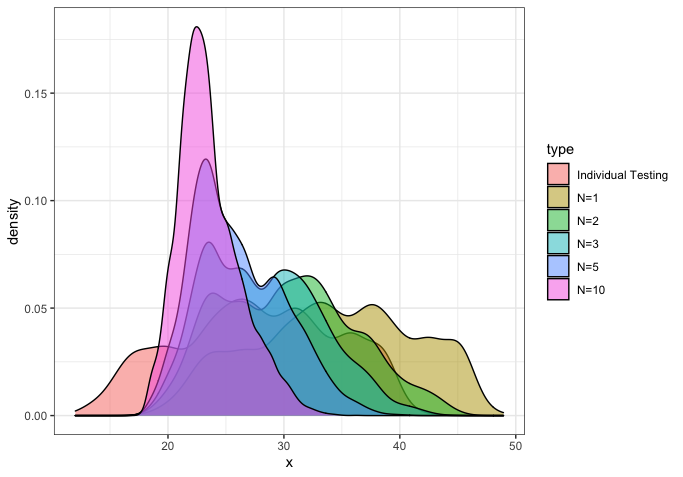 density
0.15
0.10
0.05
0.00
20
30
40
50
x
type
Individual Testing
N=1
N=2
N=3
N=5
N=10